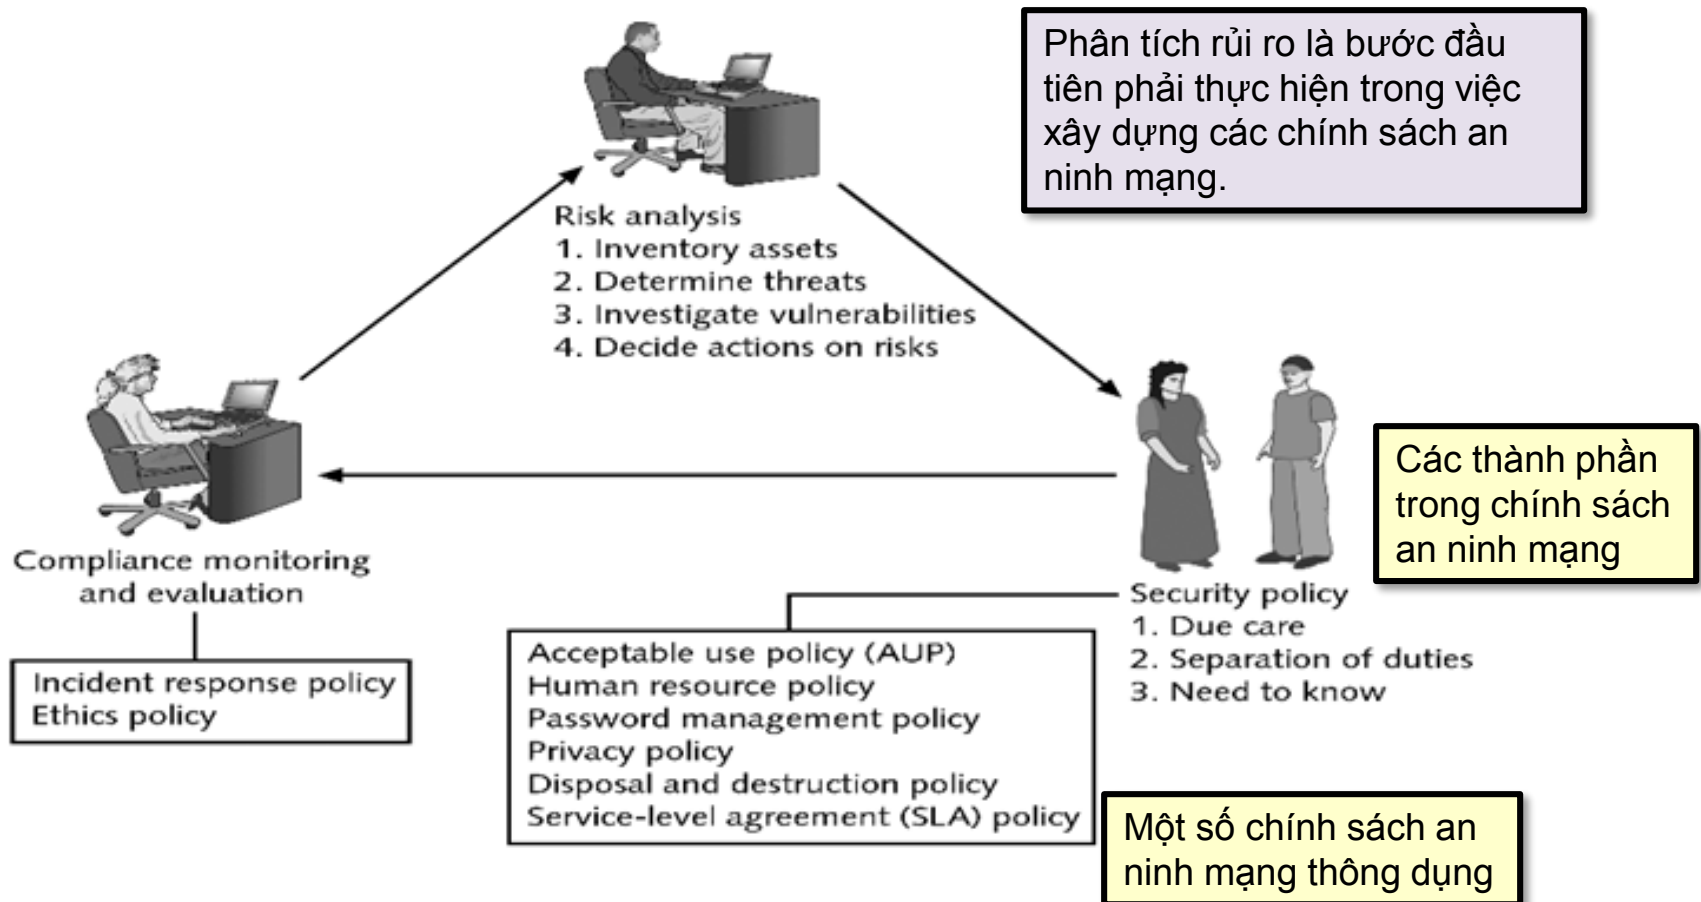 Phân tích rủi ro là bước đầu
tiên phải thực hiện trong việc
xây dựng các chính sách an
ninh mạng.
Risk analysis
1. Inventory assets
2. Determine threats
3. Investigate vulnerabilities
4. Decide actions on risks
Các thành phần
trong chính sách
an ninh mạng
Compliance monitoring
and evaluation
Incident response policy
Ethics policy
Security policy
1. Due care
2. Separation of duties
3. Need to know
Acceptable use policy (AUP)
Human resource policy
Password management policy
Privacy policy
Disposal and destruction policy
Service-level agreement (SLA) policy
Một số chính sách an
ninh mạng thông dụng